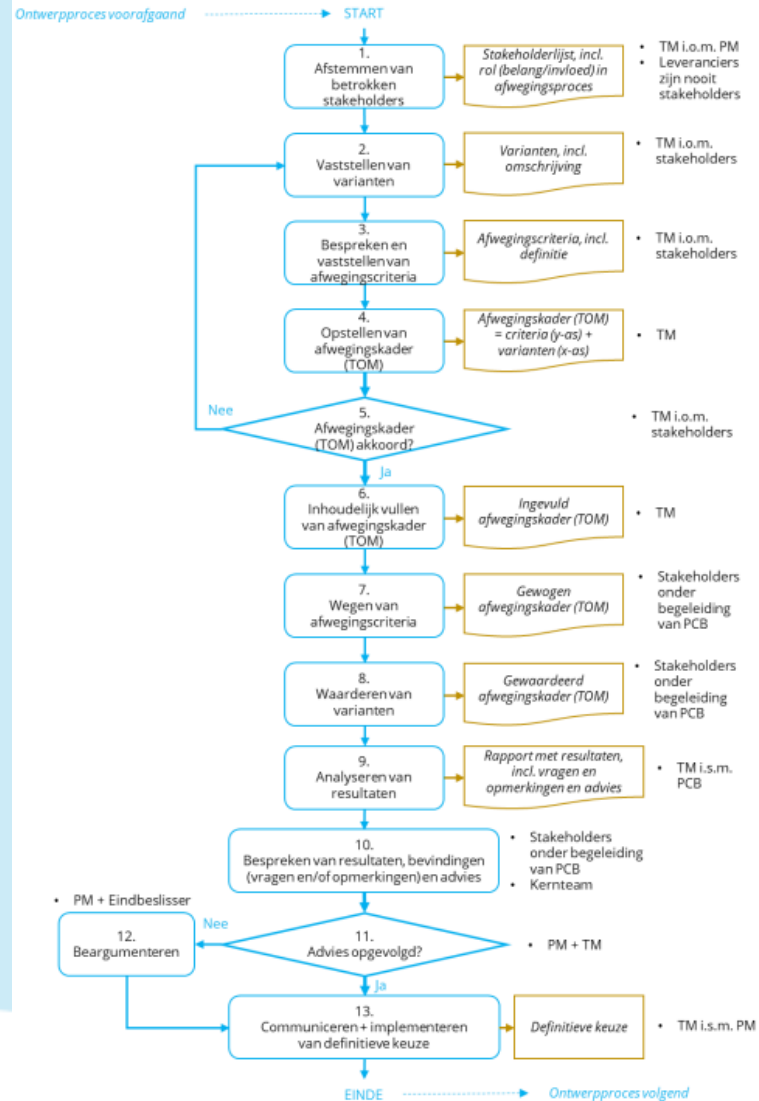 Ontwerpproces voorafgaand
START
1.
Afstemmen van
betrokken
stakeholders
Stakeholderlijst, incl.
rol (belang/invloed) in
afwegingsproces
• TM i.o.m. PM
• Leveranciers
zijn nooit
stakeholders
2.
Vaststellen van
varianten
Varianten, incl.
omschrijving
• TM i.o.m.
stakeholders
3.
Bespreken en
vaststellen van
afwegingscriteria
Afwegingscriteria, incl.
definitie
• TM i.o.m.
stakeholders
4.
Opstellen van
afwegingskader
(TOM)
Afwegingskader (TOM)
= criteria (y-as) +
varianten (x-as)
• TM
Nee
5.
Afwegingskader
(TOM) akkoord?
• TM i.o.m.
stakeholders
Ja
6.
Inhoudelijk vullen
van afwegingskader
(TOM)
Ingevuld
afwegingskader (TOM)
• TM
7.
Wegen van
afwegingscriteria
Gewogen
afwegingskader (TOM)
• Stakeholders
onder
begeleiding
van PCB
8.
Waarderen van
varianten
Gewaardeerd
afwegingskader (TOM)
• Stakeholders
onder
begeleiding
van PCB
9.
Analyseren van
resultaten
Rapport met resultaten,
incl. vragen en
opmerkingen en advies
• TM i.s.m.
PCB
10.
Bespreken van resultaten, bevindingen
(vragen en/of opmerkingen) en advies
• Stakeholders
onder begeleiding
van PCB
• Kernteam
• PM + Eindbeslisser
12.
Beargumenteren
Nee
11.
Advies opgevolgd?
• PM + TM
Ja
13.
Communiceren + implementeren
van definitieve keuze
Definitieve keuze
• TM i.s.m. PM
EINDE
Ontwerpproces volgend